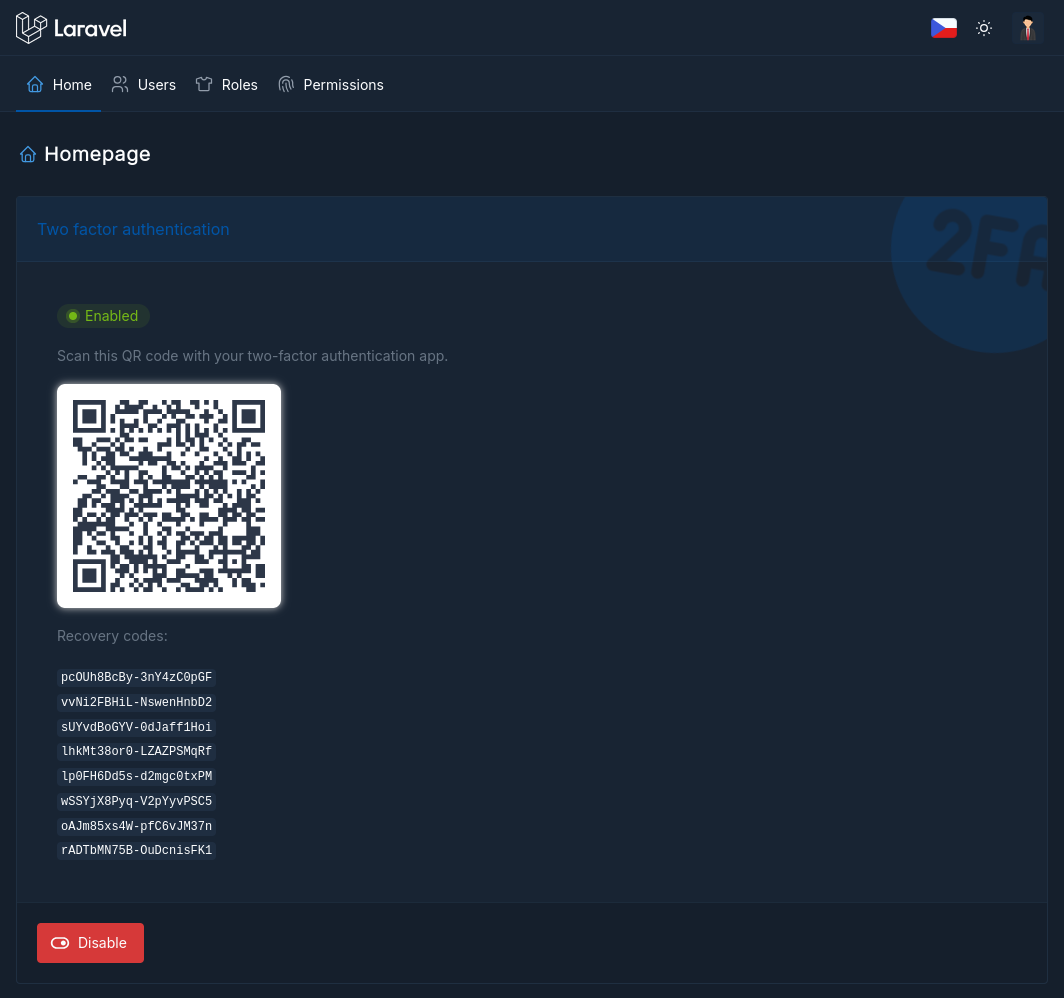 Laravel
Home Users Roles Permissions
Homepage
Two factor authentication
2FA
Enabled
Scan this QR code with your two-factor authentication app.
Recovery codes:
pcOUh8BcBy-3nY4zC0pGF
vvNi2FBHiL-NswenHnbD2
sUYvdBoGYV-0dJaff1Hoi
lhkMt38or0-LZAZPSMqRf
lp0FH6Dd5s-d2mgc0txPM
wSSYjX8Pyq-V2pYyvPSC5
oAJm85xs4W-pfC6vJM37n
rADTbMN75B-OuDcnisFK1
Disable